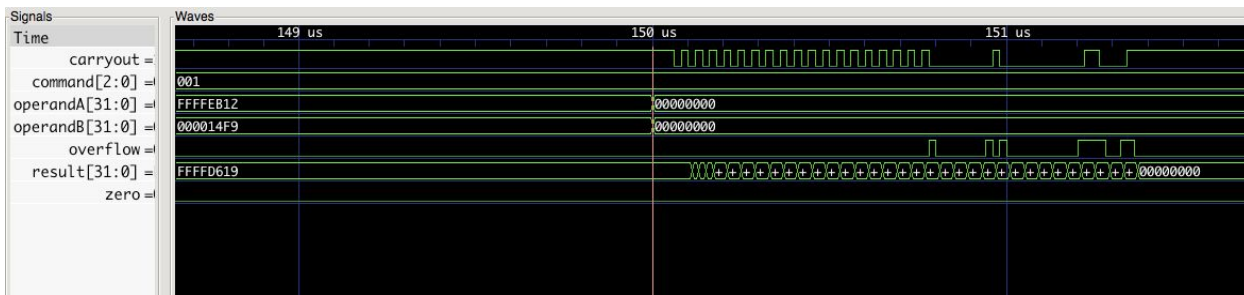 Signals
Waves
Time
149 us 150 us 151 us
carryout =
command[2:0] = 001
operandA[31:0] = FFFFEB12 00000000
operandB[31:0] = 000014F9 00000000
overflow =
result[31:0] = FFFFD619 + + + + + + + + + + + + + + + + + + + + + + + + + + + + + + 00000000
zero =